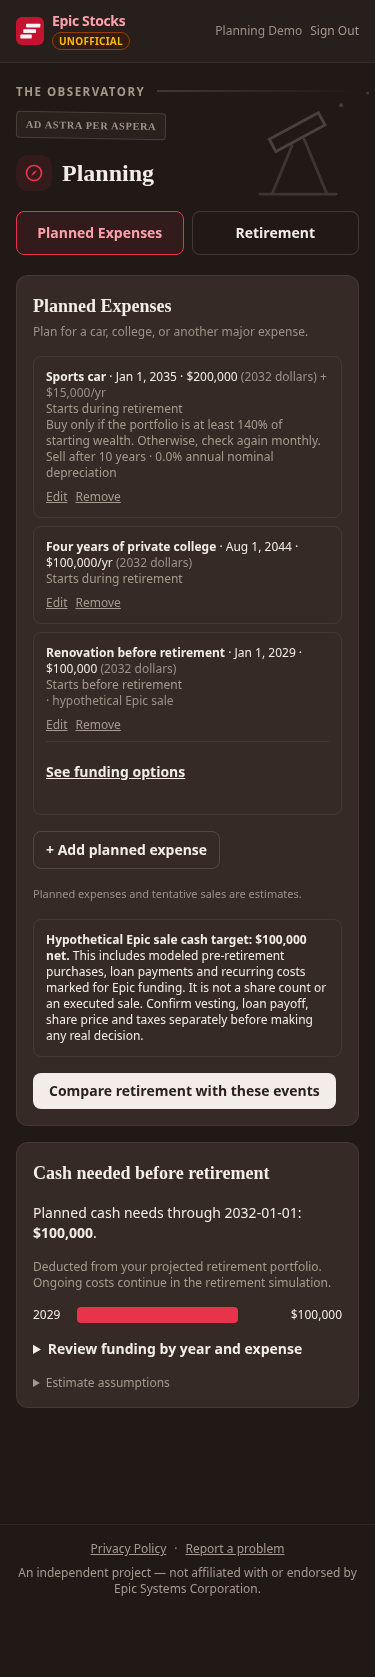 Epic Stocks
UNOFFICIAL
Planning Demo Sign Out
THE OBSERVATORY
AD ASTRA PER ASPERA
Planning
Planned Expenses
Retirement
Planned Expenses
Plan for a car, college, or another major expense.
Sports car · Jan 1, 2035 · $200,000 (2032 dollars) +
$15,000/yr
Starts during retirement
Buy only if the portfolio is at least 140% of
starting wealth. Otherwise, check again monthly.
Sell after 10 years · 0.0% annual nominal
depreciation
Edit Remove
Four years of private college · Aug 1, 2044 ·
$100,000/yr (2032 dollars)
Starts during retirement
Edit Remove
Renovation before retirement · Jan 1, 2029 ·
$100,000 (2032 dollars)
Starts before retirement
· hypothetical Epic sale
Edit Remove
See funding options
+ Add planned expense
Planned expenses and tentative sales are estimates.
Hypothetical Epic sale cash target: $100,000
net. This includes modeled pre-retirement
purchases, loan payments and recurring costs
marked for Epic funding. It is not a share count or
an executed sale. Confirm vesting, loan payoff,
share price and taxes separately before making
any real decision.
Compare retirement with these events
Cash needed before retirement
Planned cash needs through 2032-01-01:
$100,000.
Deducted from your projected retirement portfolio.
Ongoing costs continue in the retirement simulation.
2029 $100,000
Review funding by year and expense
Estimate assumptions
Privacy Policy · Report a problem
An independent project — not affiliated with or endorsed by
Epic Systems Corporation.